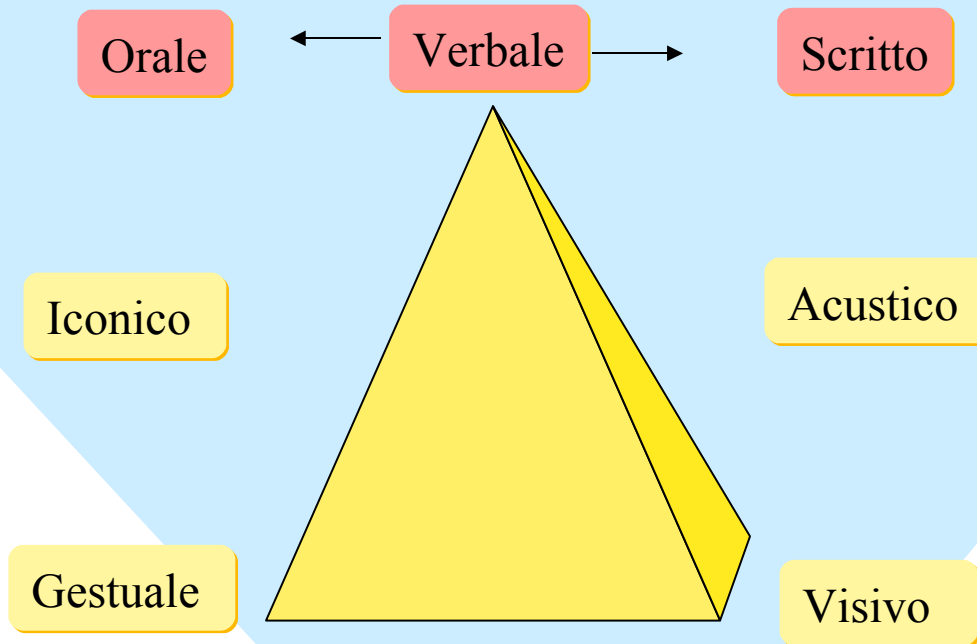 Orale
Verbale
Scritto
Iconico
Acustico
Gestuale
Visivo